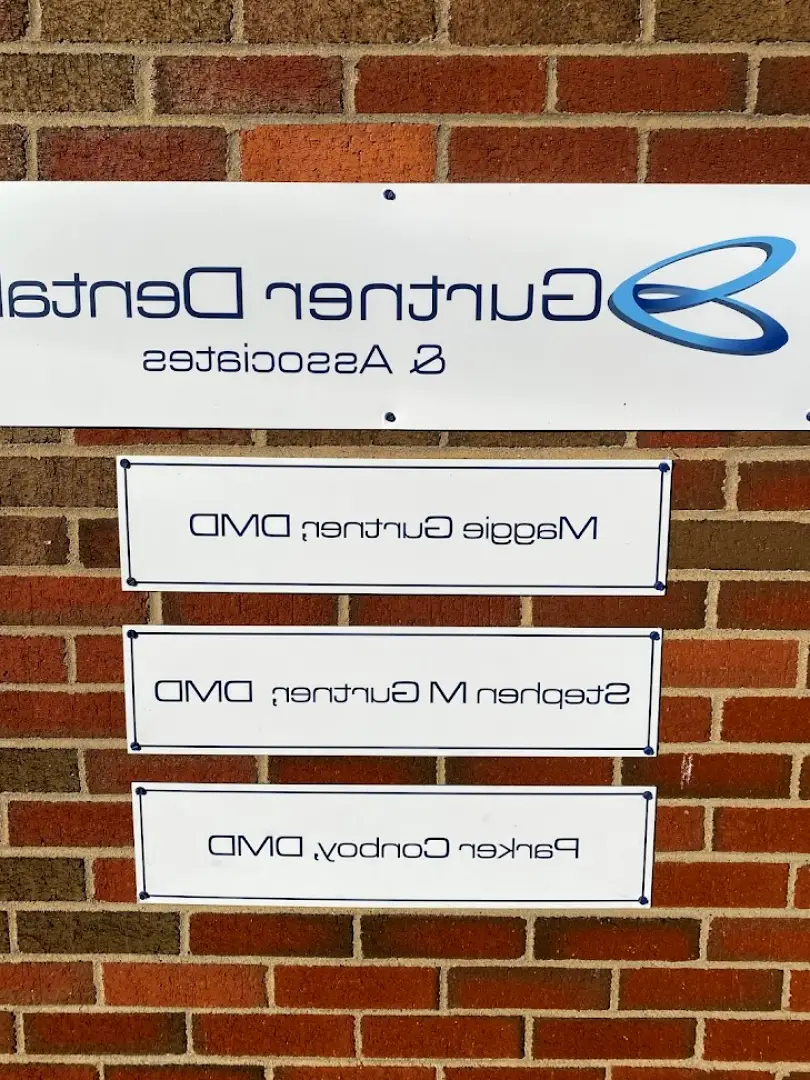 Gurtner Dental
& Associates
Maggie Gurtner, DMD
Stephen M Gurtner, DMD
Parker Conboy, DMD